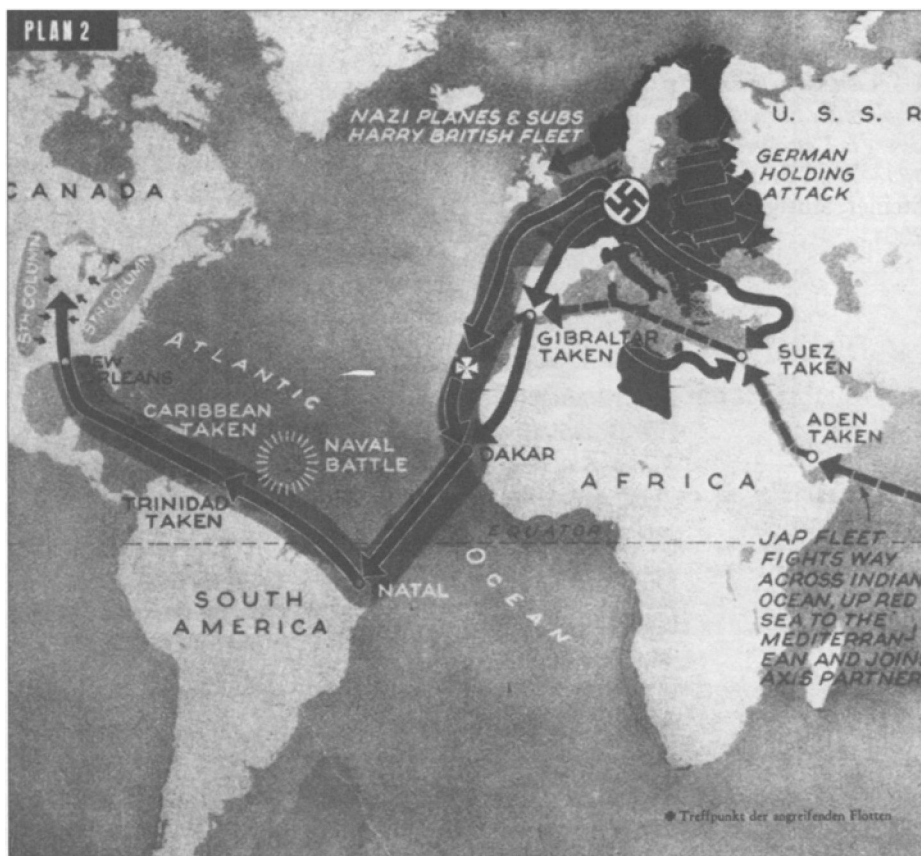 PLAN 2
NAZI PLANES & SUBS
HARRY BRITISH FLEET
U. S. S. R
GERMAN
HOLDING
ATTACK
CANADA
5TH COLUMN
5TH COLUMN
NEW
ORLEANS
ATLANTIC
GIBRALTAR
TAKEN
SUEZ
TAKEN
CARIBBEAN
TAKEN
NAVAL
BATTLE
DAKAR
ADEN
TAKEN
AFRICA
TRINIDAD
TAKEN
EQUATOR
OCEAN
NATAL
SOUTH
AMERICA
JAP FLEET
FIGHTS WAY
ACROSS INDIAN
OCEAN, UP RED
SEA TO THE
MEDITERRAN-
EAN AND JOIN
AXIS PARTNER
Treffpunkt der angreifenden Flotten